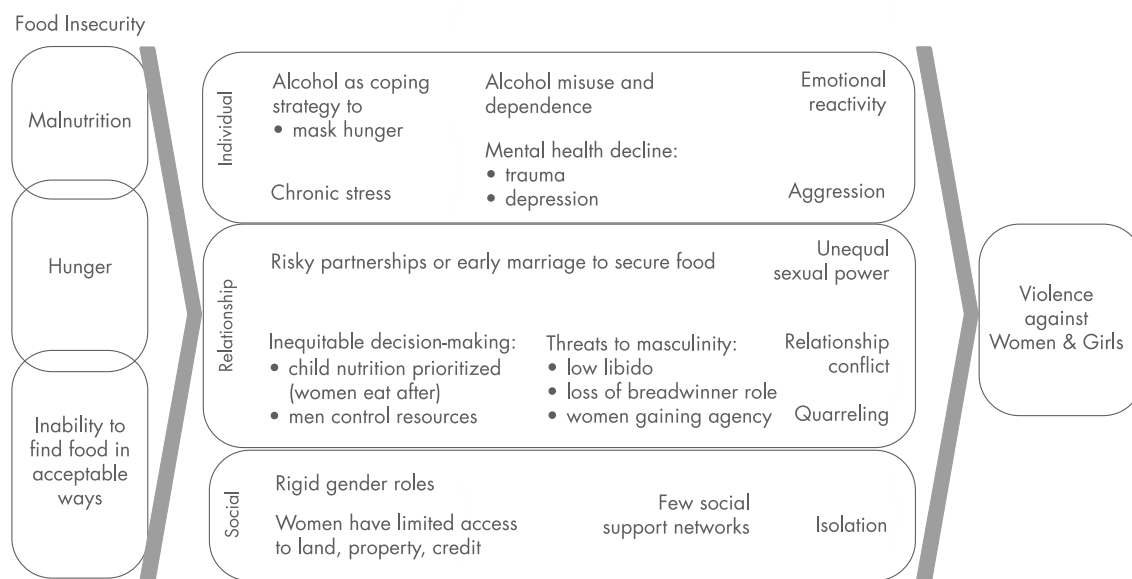 Food Insecurity
Malnutrition
Hunger
Inability to
find food in
acceptable
ways
Individual
Alcohol as coping
strategy to
• mask hunger
Chronic stress
Alcohol misuse and
dependence
Mental health decline:
• trauma
• depression
Emotional
reactivity
Aggression
Relationship
Risky partnerships or early marriage to secure food
Unequal
sexual power
Inequitable decision-making:
• child nutrition prioritized
(women eat after)
• men control resources
Threats to masculinity:
• low libido
• loss of breadwinner role
• women gaining agency
Relationship
conflict
Quarreling
Social
Rigid gender roles
Women have limited access
to land, property, credit
Few social
support networks
Isolation
Violence
against
Women & Girls